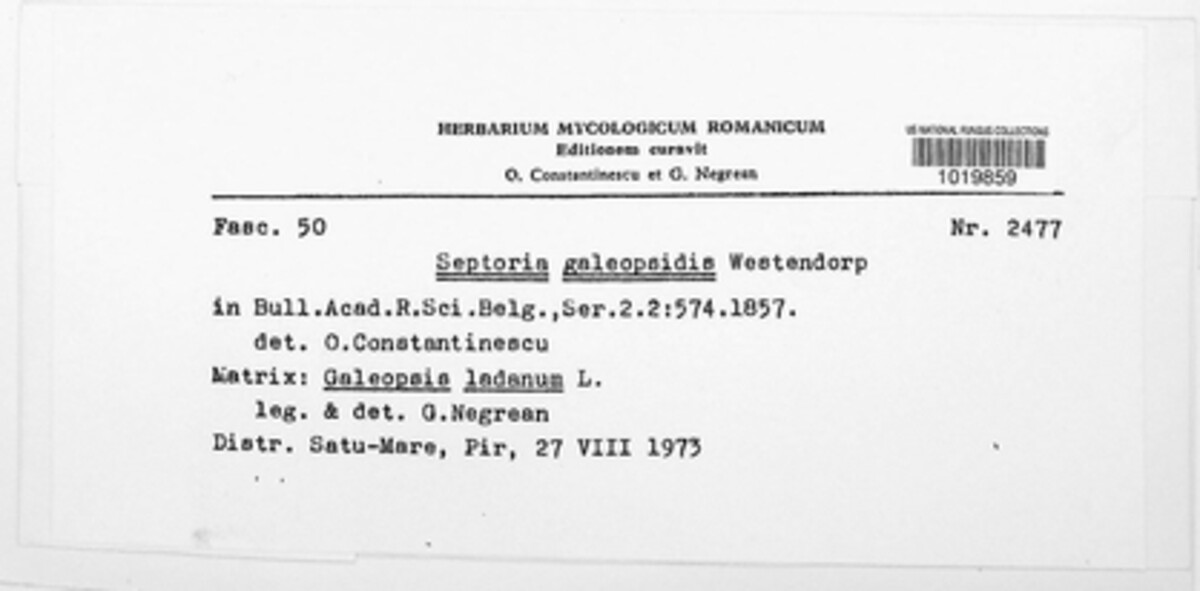 HERBARIUM MYCOLOGICUM ROMANICUM
Editionem curavit
O. Constantinescu et G. Negrean
US NATIONAL FUNGUS COLLECTIONS
1019859
Fasc. 50 Nr. 2477
Septoria galeopsidis Westendorp
in Bull.Acad.R.Sci.Belg.,Ser.2.2:574.1857.
det. O.Constantinescu
Matrix: Galeopsis ladanum L.
leg. & det. G.Negrean
Distr. Satu-Mare, Pir, 27 VIII 1973